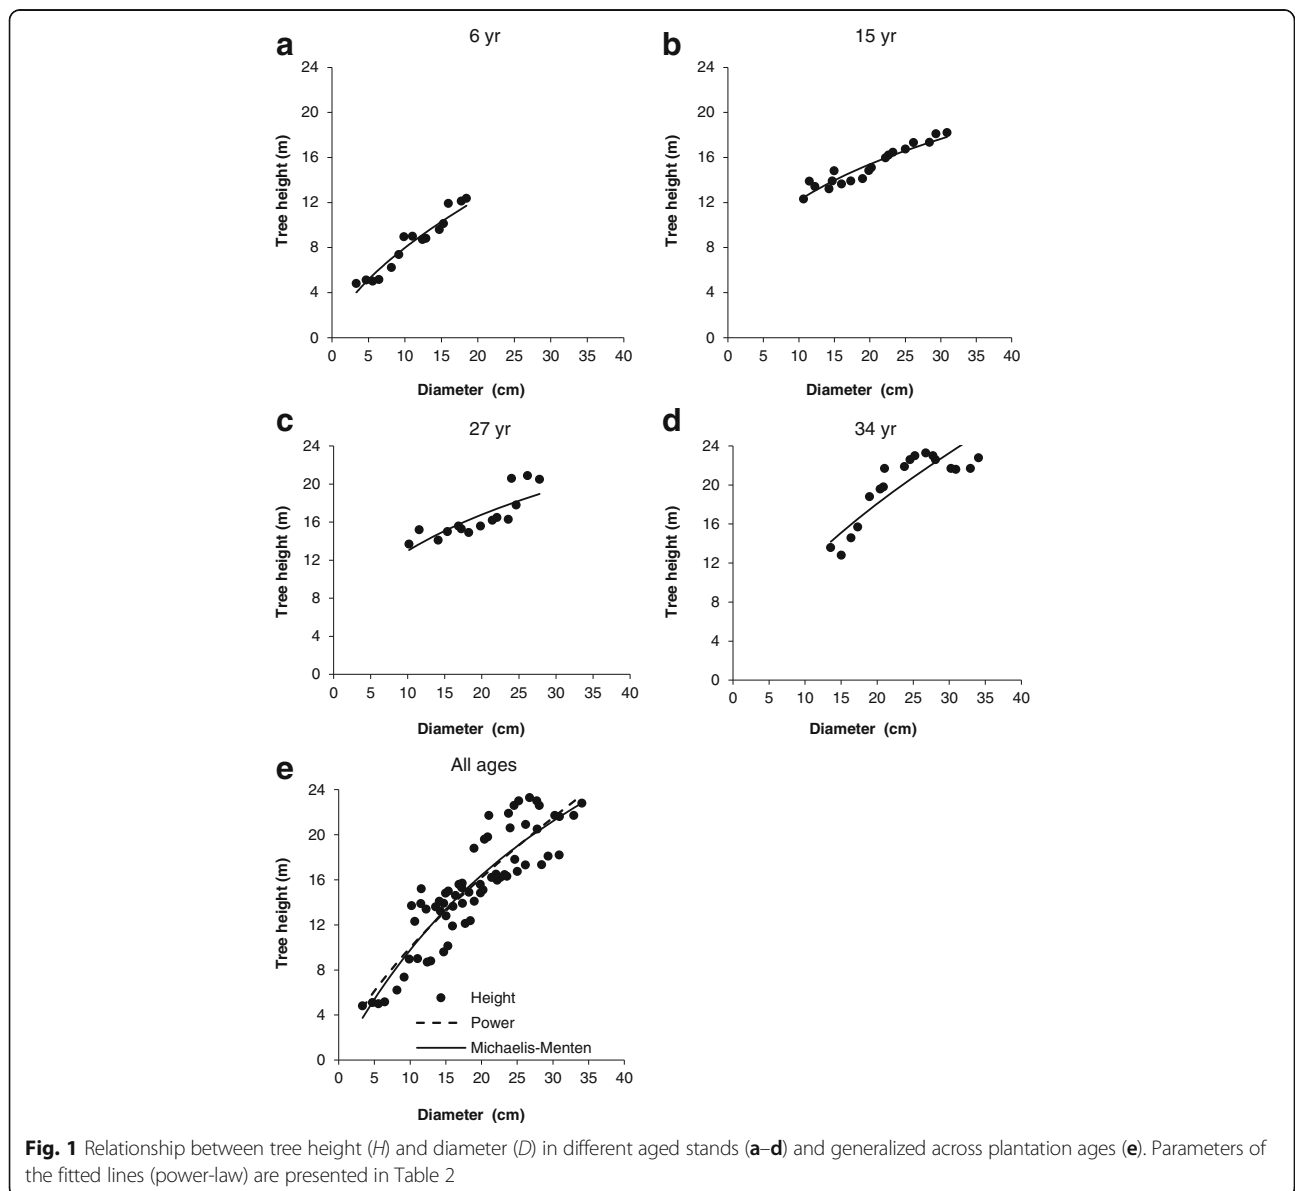 a
6 yr
24
20
16
12
8
4
0
Tree height (m)
0 5 10 15 20 25 30 35 40
Diameter (cm)
b
15 yr
24
20
16
12
8
4
0
Tree height (m)
0 5 10 15 20 25 30 35 40
Diameter (cm)
c
27 yr
24
20
16
12
8
4
0
Tree height (m)
0 5 10 15 20 25 30 35 40
Diameter (cm)
d
34 yr
24
20
16
12
8
4
0
Tree height (m)
0 5 10 15 20 25 30 35 40
Diameter (cm)
e
All ages
24
20
16
12
8
4
0
Tree height (m)
Height
Power
Michaelis-Menten
0 5 10 15 20 25 30 35 40
Diameter (cm)
Fig. 1 Relationship between tree height (H) and diameter (D) in different aged stands (a–d) and generalized across plantation ages (e). Parameters of
the fitted lines (power-law) are presented in Table 2